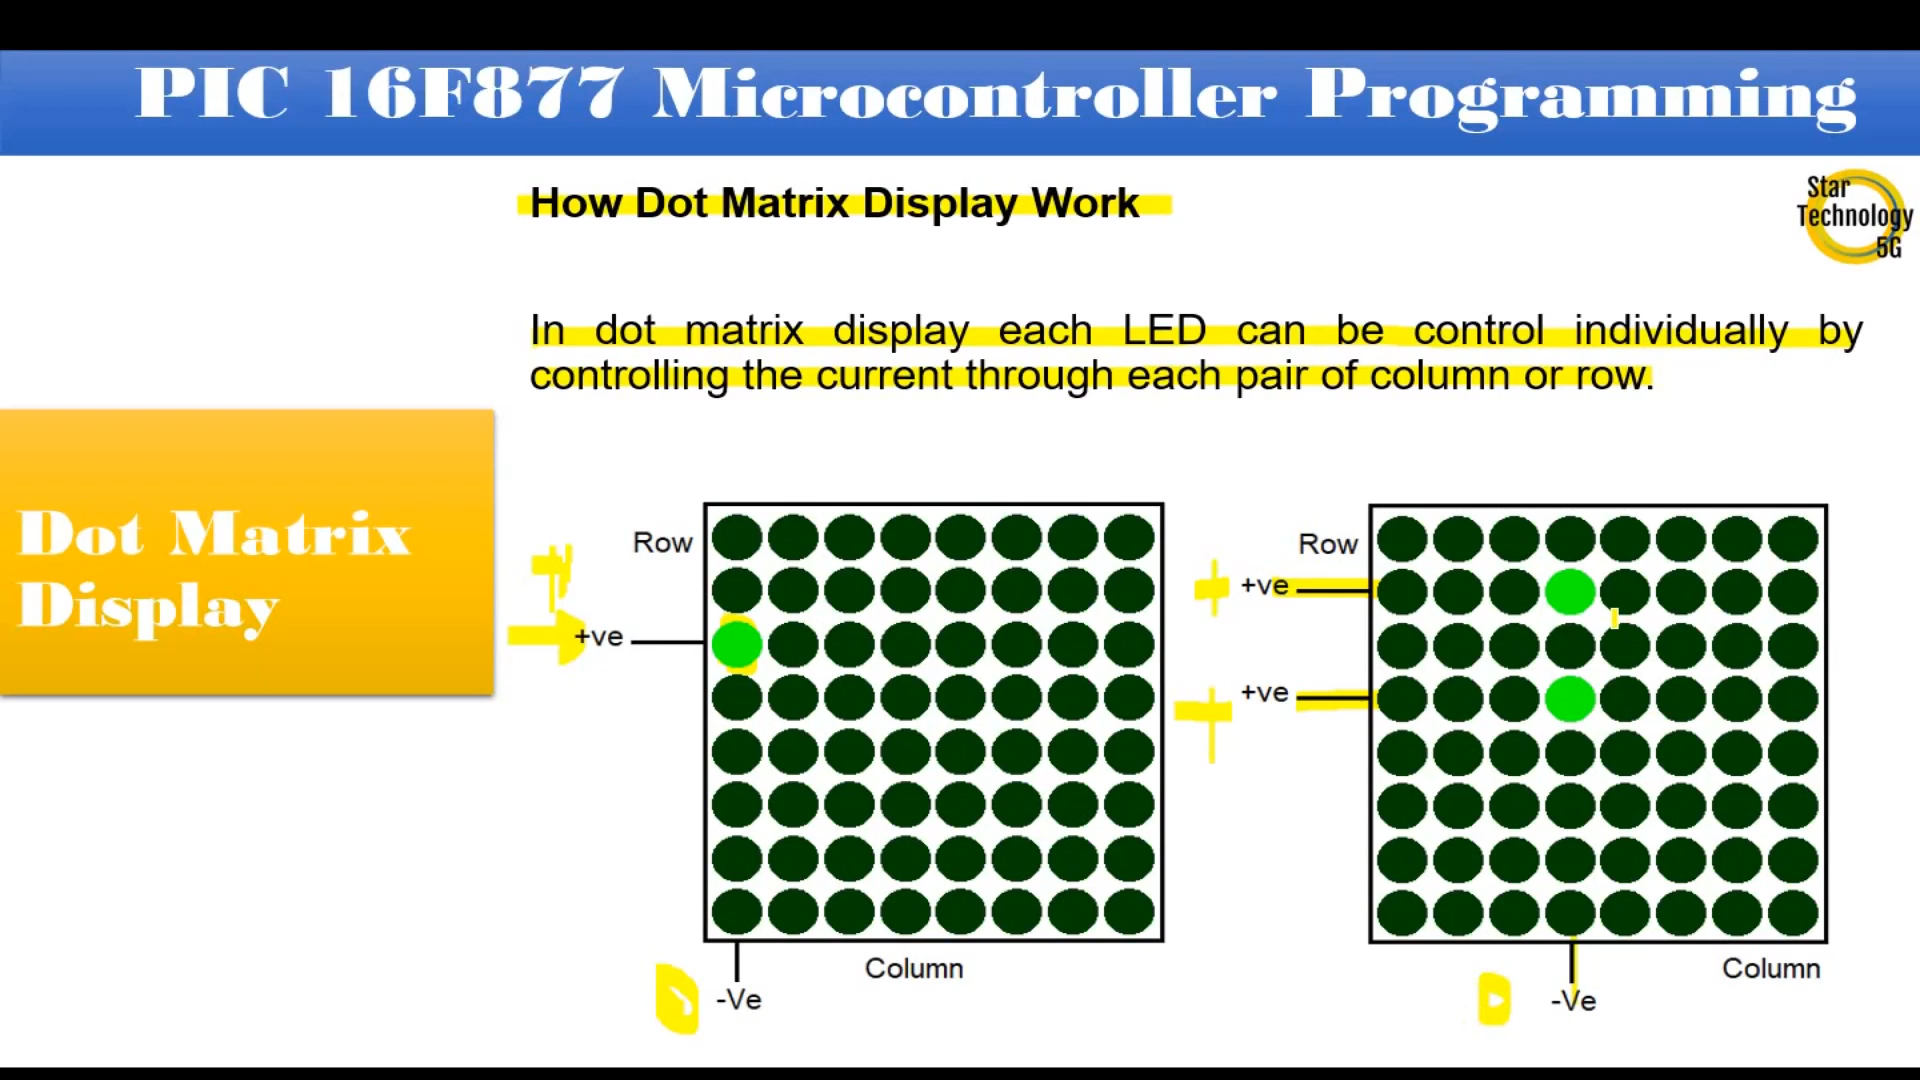 PIC 16F877 Microcontroller Programming
How Dot Matrix Display Work
Star
Technology
5G
In dot matrix display each LED can be control individually by
controlling the current through each pair of column or row.
Dot Matrix
Display
Row
+ve
Column
-Ve
Row
+ve
+ve
Column
-Ve